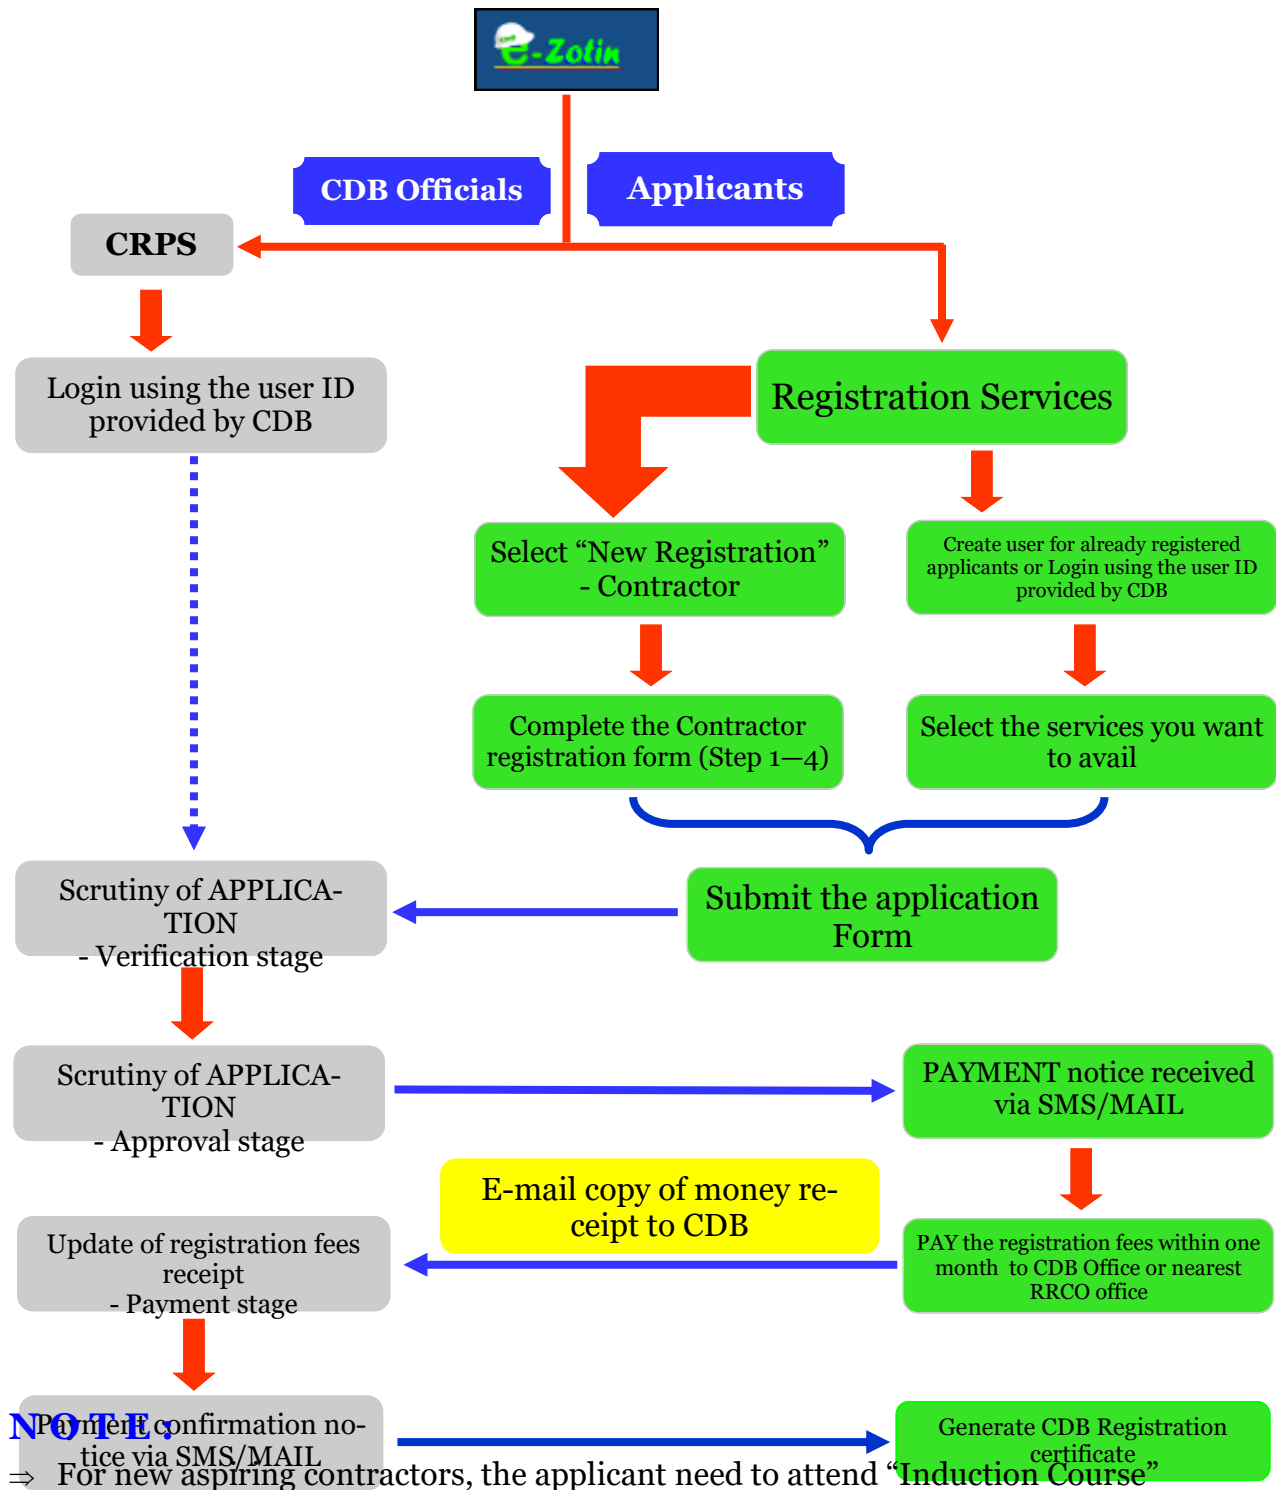 e-Zotin
CDB Officials
Applicants
CRPS
Login using the user ID
provided by CDB
Registration Services
Select “New Registration”
- Contractor
Create user for already registered
applicants or Login using the user ID
provided by CDB
Complete the Contractor
registration form (Step 1—4)
Select the services you want
to avail
Scrutiny of APPLICA-
TION
- Verification stage
Submit the application
Form
Scrutiny of APPLICA-
TION
- Approval stage
PAYMENT notice received
via SMS/MAIL
E-mail copy of money re-
ceipt to CDB
Update of registration fees
receipt
- Payment stage
PAY the registration fees within one
month to CDB Office or nearest
RRCO office
Payment confirmation no-
tice via SMS/MAIL
Generate CDB Registration
certificate
NOTE:
⇒ For new aspiring contractors, the applicant need to attend “Induction Course”